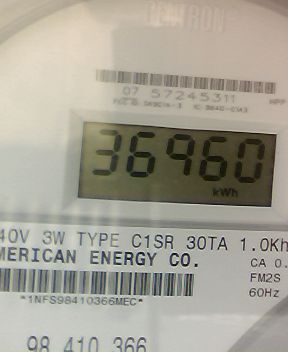 CENTRON
07 57245311
36960
kWh
40V 3W TYPE C1SR 30TA 1.0Kh
MERICAN ENERGY CO.
CA 0.
FM2S
*1NFS98410366MEC*
60Hz
98 410 366